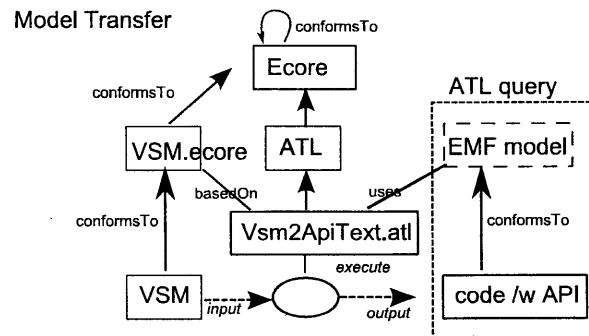 Model Transfer
conformsTo
Ecore
ATL query
conformsTo
VSM.ecore
ATL
EMF model
basedOn
uses
conformsTo
conformsTo
Vsm2ApiText.atl
execute
VSM
input
output
code /w API